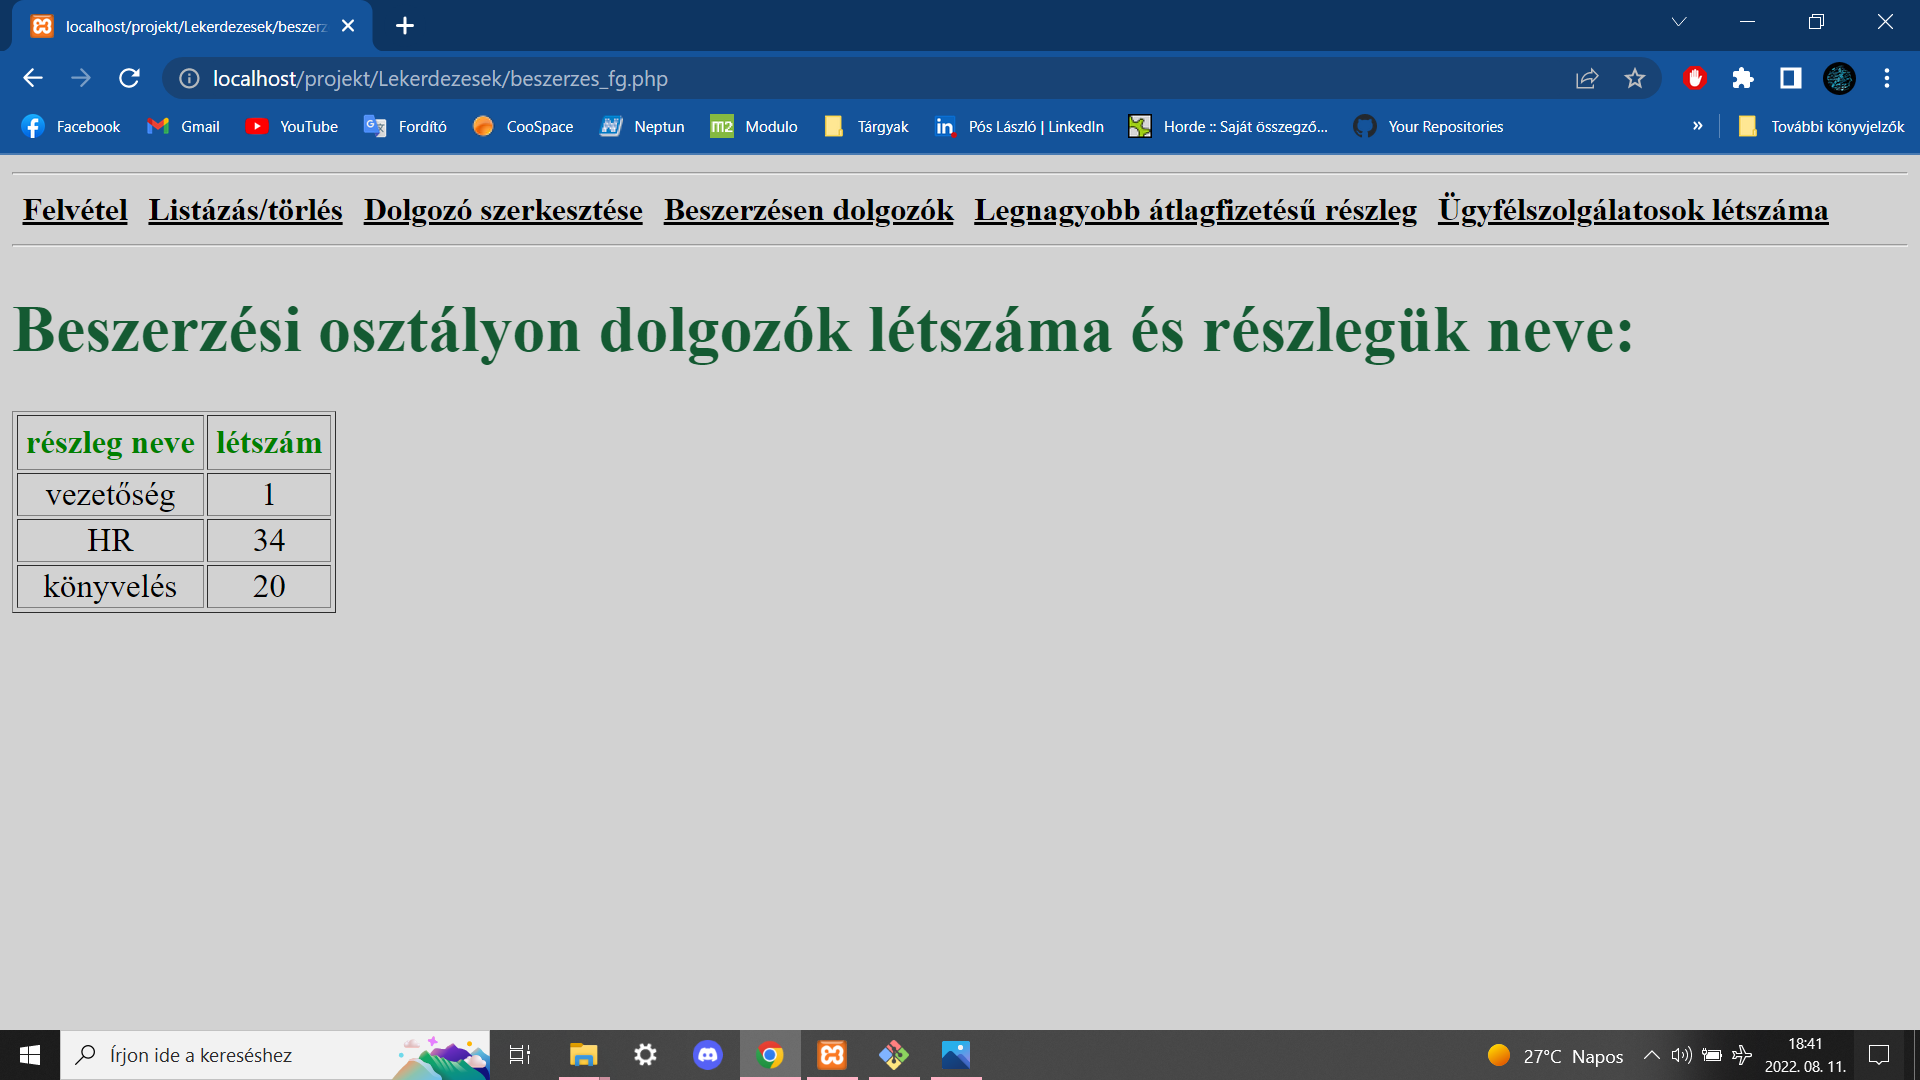 localhost/projekt/Lekerdezesek/beszerz
localhost/projekt/Lekerdezesek/beszerzes_fg.php
Facebook Gmail YouTube Fordító CooSpace Neptun m2 Modulo Tárgyak Pós László | LinkedIn Horde :: Saját összegző... Your Repositories » További könyvjelzők
Felvétel Listázás/törlés Dolgozó szerkesztése Beszerzésen dolgozók Legnagyobb átlagfizetésű részleg Ügyfélszolgálatosok létszáma
Beszerzési osztályon dolgozók létszáma és részlegük neve:
részleg neve létszám
vezetőség 1
HR 34
könyvelés 20
Írjon ide a kereséshez
27°C Napos
18:41
2022. 08. 11.